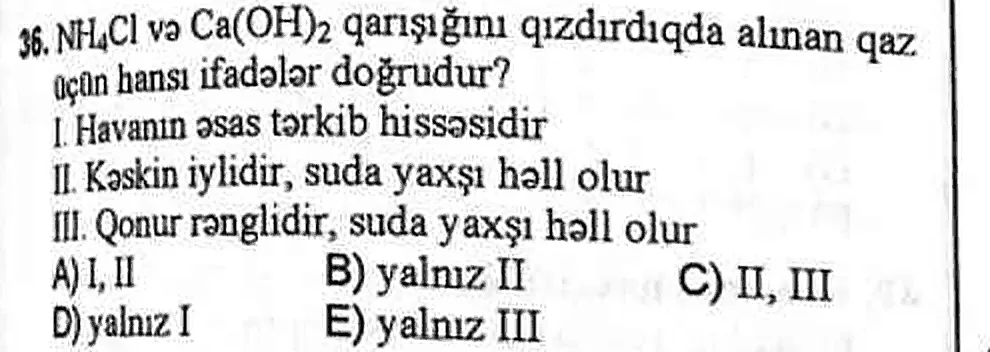 36. NH₄Cl və Ca(OH)₂ qarışığını qızdırdıqda alınan qaz
üçün hansı ifadələr doğrudur?
I. Havanın əsas tərkib hissəsidir
II. Kəskin iylidir, suda yaxşı həll olur
III. Qonur rənglidir, suda yaxşı həll olur
A) I, II B) yalnız II C) II, III
D) yalnız I E) yalnız III